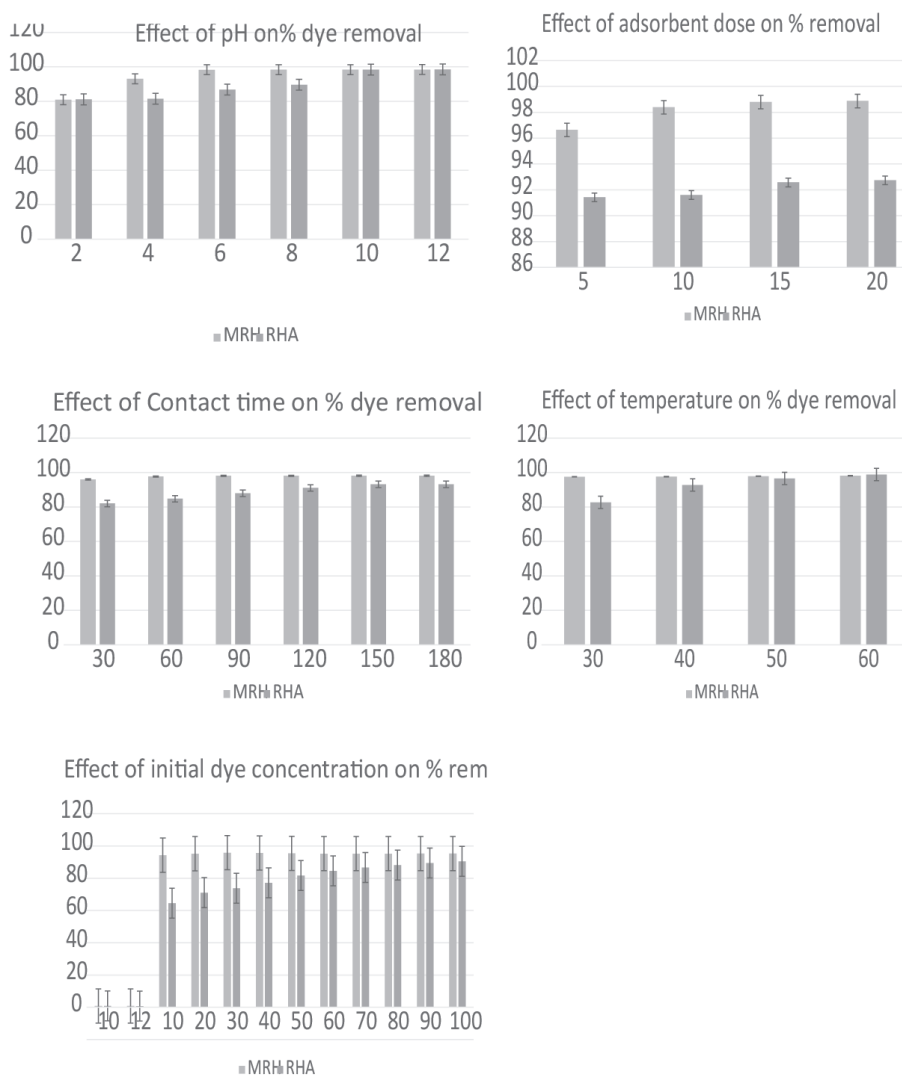 Effect of pH on% dye removal
120
100
80
60
40
20
0
2 4 6 8 10 12
MRH RHA
Effect of adsorbent dose on % removal
102
100
98
96
94
92
90
88
86
5 10 15 20
MRH RHA
Effect of Contact time on % dye removal
120
100
80
60
40
20
0
30 60 90 120 150 180
MRH RHA
Effect of temperature on % dye removal
120
100
80
60
40
20
0
30 40 50 60
MRH RHA
Effect of initial dye concentration on % rem
120
100
80
60
40
20
0
10 12 10 20 30 40 50 60 70 80 90 100
MRH RHA